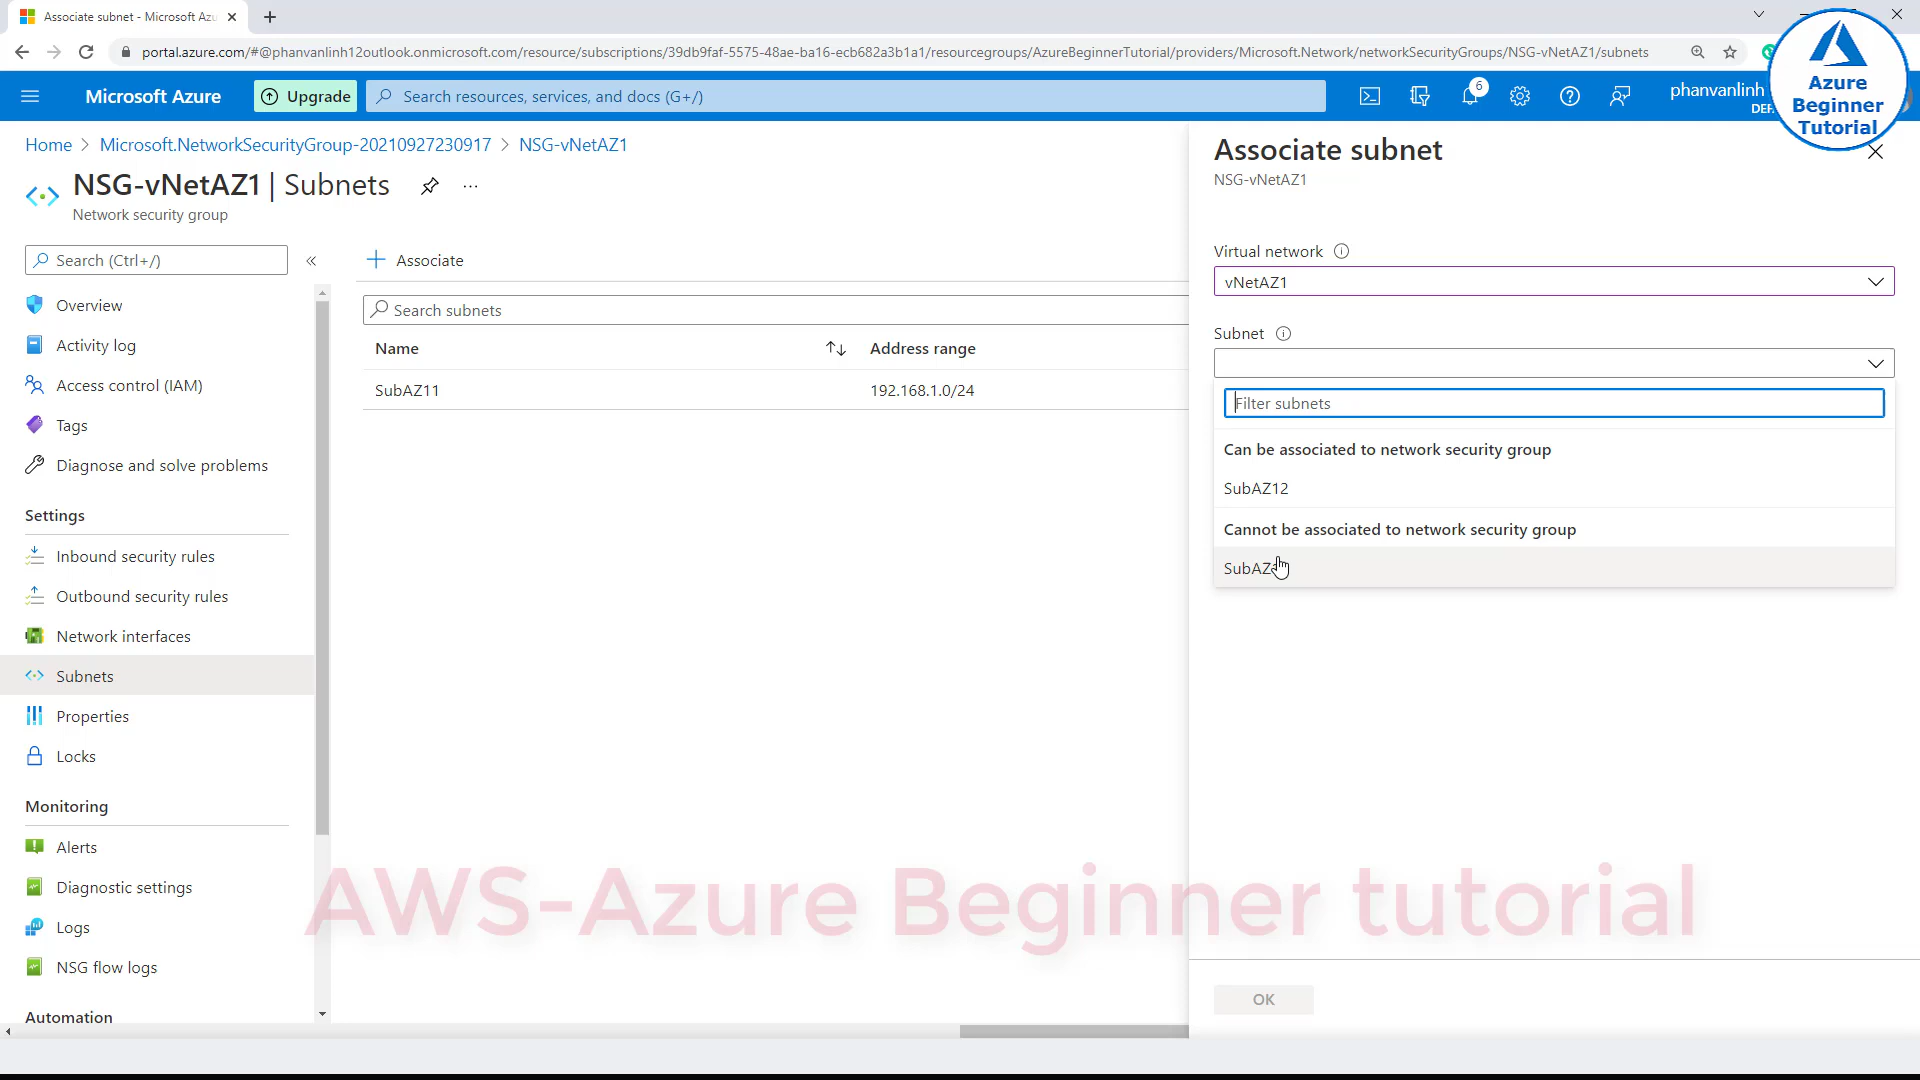 Associate subnet - Microsoft Azu
portal.azure.com/#@phanvanlinh12outlook.onmicrosoft.com/resource/subscriptions/39db9faf-5575-48ae-ba16-ecb682a3b1a1/resourcegroups/AzureBeginnerTutorial/providers/Microsoft.Network/networkSecurityGroups/NSG-vNetAZ1/subnets
Microsoft Azure
Upgrade
Search resources, services, and docs (G+/)
6
phanvanlinh
Azure
Beginner
Tutorial
Home > Microsoft.NetworkSecurityGroup-20210927230917 > NSG-vNetAZ1
NSG-vNetAZ1 | Subnets
Network security group
Search (Ctrl+/)
Overview
Activity log
Access control (IAM)
Tags
Diagnose and solve problems
Settings
Inbound security rules
Outbound security rules
Network interfaces
Subnets
Properties
Locks
Monitoring
Alerts
Diagnostic settings
Logs
NSG flow logs
Automation
Associate
Search subnets
Name Address range
SubAZ11 192.168.1.0/24
Associate subnet
NSG-vNetAZ1
Virtual network
vNetAZ1
Subnet
Filter subnets
Can be associated to network security group
SubAZ12
Cannot be associated to network security group
OK
AWS-Azure Beginner tutorial